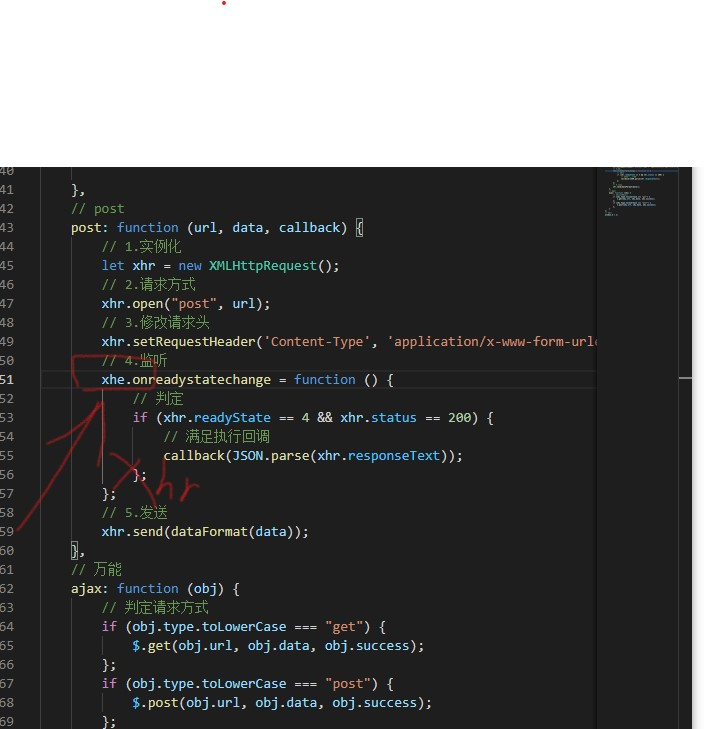 40
41 },
42 // post
43 post: function (url, data, callback) {
44 // 1.实例化
45 let xhr = new XMLHttpRequest();
46 // 2.请求方式
47 xhr.open("post", url);
48 // 3.修改请求头
49 xhr.setRequestHeader('Content-Type', 'application/x-www-form-urle
50 // 4.监听
51 xhe.onreadystatechange = function () {
52 // 判定
53 if (xhr.readyState == 4 && xhr.status == 200) {
54 // 满足执行回调
55 callback(JSON.parse(xhr.responseText));
56 };
xhr
57 };
58 // 5.发送
59 xhr.send(dataFormat(data));
60 },
61 // 万能
62 ajax: function (obj) {
63 // 判定请求方式
64 if (obj.type.toLowerCase === "get") {
65 $.get(obj.url, obj.data, obj.success);
66 };
67 if (obj.type.toLowerCase === "post") {
68 $.post(obj.url, obj.data, obj.success);
69 };